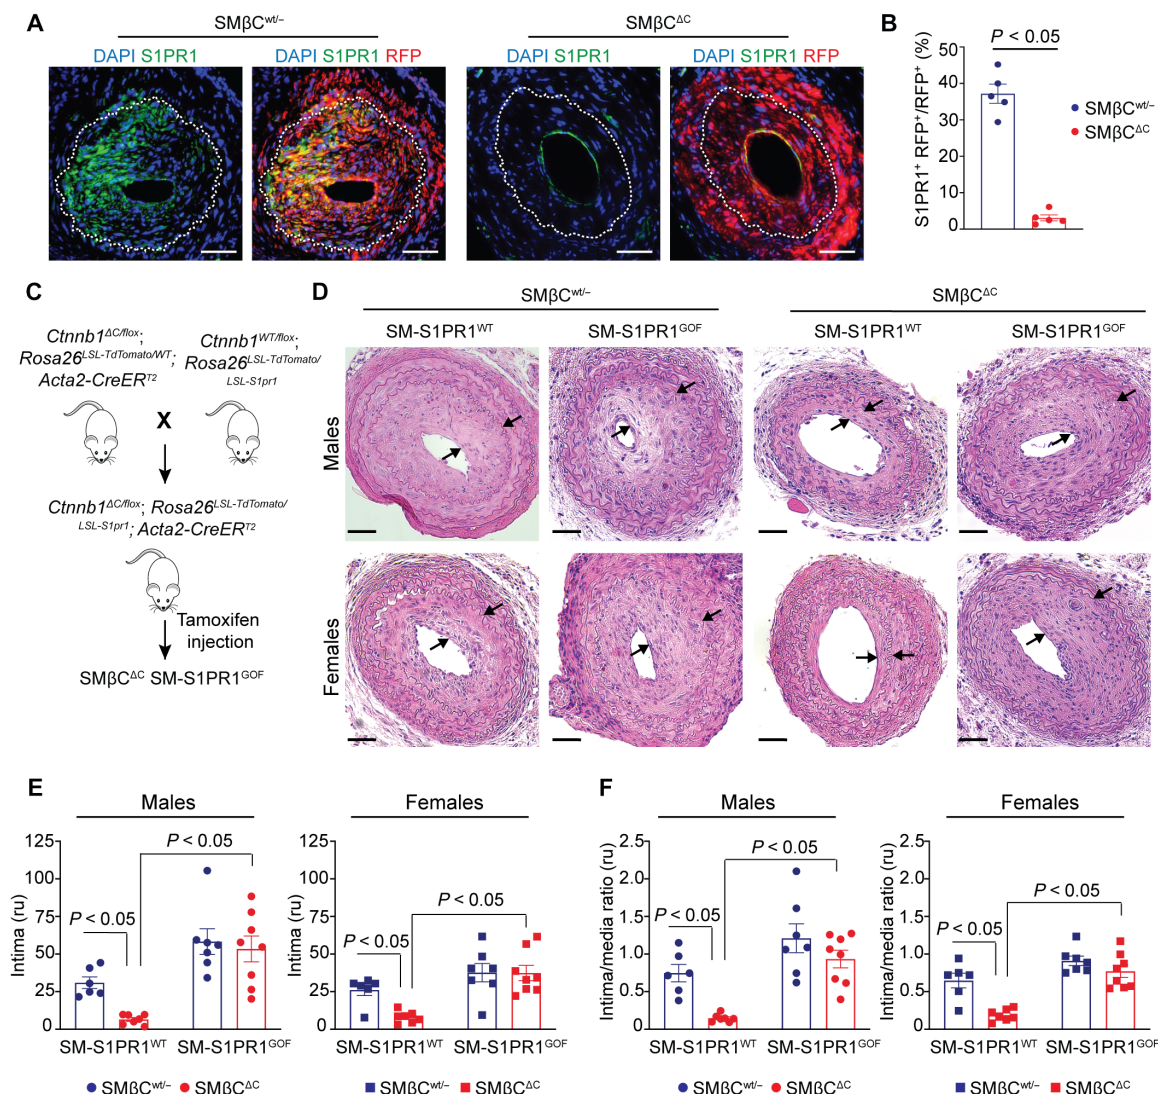 A
SMβC^wt/–
SMβC^ΔC
DAPI S1PR1
DAPI S1PR1 RFP
DAPI S1PR1
DAPI S1PR1 RFP
B
P < 0.05
S1PR1⁺ RFP⁺/RFP⁺ (%)
50
40
30
20
10
0
SMβC^wt/–
SMβC^ΔC
C
Ctnnb1^ΔC/flox;
Rosa26^LSL-TdTomato/WT;
Acta2-CreER^T2
Ctnnb1^WT/flox;
Rosa26^LSL-TdTomato/
^LSL-S1pr1
X
Ctnnb1^ΔC/flox; Rosa26^LSL-TdTomato/
^LSL-S1pr1; Acta2-CreER^T2
Tamoxifen
injection
SMβC^ΔC SM-S1PR1^GOF
D
SMβC^wt/–
SMβC^ΔC
SM-S1PR1^WT
SM-S1PR1^GOF
SM-S1PR1^WT
SM-S1PR1^GOF
Males
Females
E
Males
Intima (ru)
125
100
75
50
25
0
P < 0.05
P < 0.05
SM-S1PR1^WT
SM-S1PR1^GOF
SMβC^wt/–
SMβC^ΔC
Females
Intima (ru)
125
100
75
50
25
0
P < 0.05
P < 0.05
SM-S1PR1^WT
SM-S1PR1^GOF
SMβC^wt/–
SMβC^ΔC
F
Males
Intima/media ratio (ru)
2.5
2.0
1.5
1.0
0.5
0
P < 0.05
P < 0.05
SM-S1PR1^WT
SM-S1PR1^GOF
SMβC^wt/–
SMβC^ΔC
Females
Intima/media ratio (ru)
2.5
2.0
1.5
1.0
0.5
0
P < 0.05
P < 0.05
SM-S1PR1^WT
SM-S1PR1^GOF
SMβC^wt/–
SMβC^ΔC